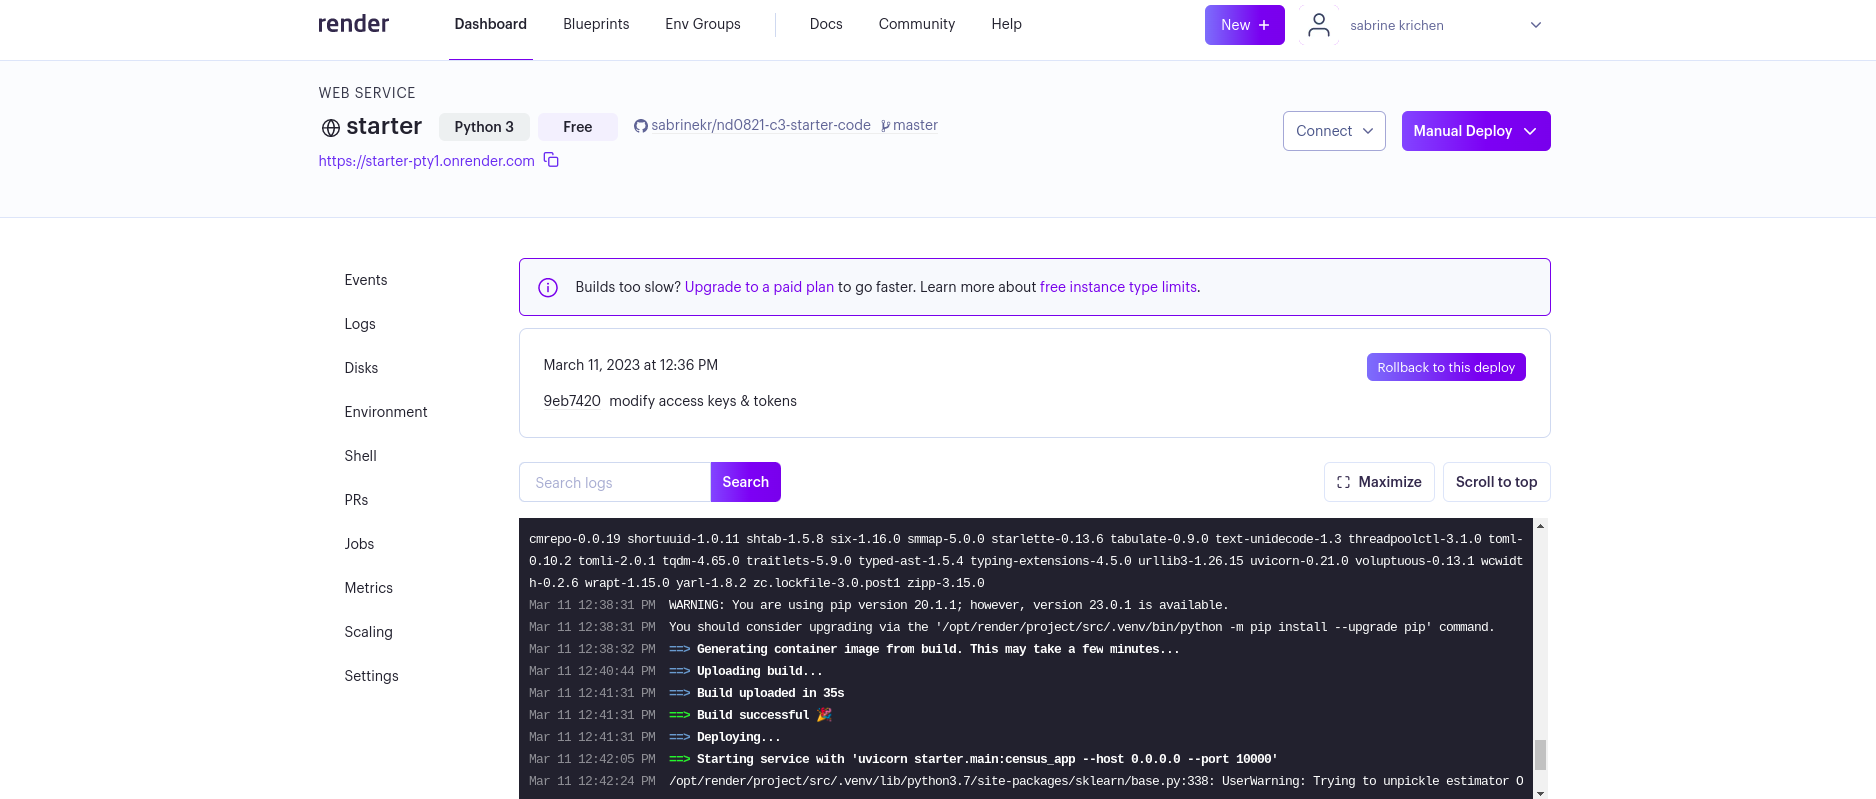 render
Dashboard Blueprints Env Groups Docs Community Help New + sabrine krichen
WEB SERVICE
starter Python 3 Free sabrinekr/nd0821-c3-starter-code master
Connect Manual Deploy
https://starter-pty1.onrender.com
Events
Logs
Disks
Environment
Shell
PRs
Jobs
Metrics
Scaling
Settings
Builds too slow? Upgrade to a paid plan to go faster. Learn more about free instance type limits.
March 11, 2023 at 12:36 PM
Rollback to this deploy
9eb7420 modify access keys & tokens
Search logs Search Maximize Scroll to top
cmrepo-0.0.19 shortuuid-1.0.11 shtab-1.5.8 six-1.16.0 smmap-5.0.0 starlette-0.13.6 tabulate-0.9.0 text-unidecode-1.3 threadpoolctl-3.1.0 toml-
0.10.2 tomli-2.0.1 tqdm-4.65.0 traitlets-5.9.0 typed-ast-1.5.4 typing-extensions-4.5.0 urllib3-1.26.15 uvicorn-0.21.0 voluptuous-0.13.1 wcwidt
h-0.2.6 wrapt-1.15.0 yarl-1.8.2 zc.lockfile-3.0.post1 zipp-3.15.0
Mar 11 12:38:31 PM WARNING: You are using pip version 20.1.1; however, version 23.0.1 is available.
Mar 11 12:38:31 PM You should consider upgrading via the '/opt/render/project/src/.venv/bin/python -m pip install --upgrade pip' command.
Mar 11 12:38:32 PM ==> Generating container image from build. This may take a few minutes...
Mar 11 12:40:44 PM ==> Uploading build...
Mar 11 12:41:31 PM ==> Build uploaded in 35s
Mar 11 12:41:31 PM ==> Build successful 🎉
Mar 11 12:41:31 PM ==> Deploying...
Mar 11 12:42:05 PM ==> Starting service with 'uvicorn starter.main:census_app --host 0.0.0.0 --port 10000'
Mar 11 12:42:24 PM /opt/render/project/src/.venv/lib/python3.7/site-packages/sklearn/base.py:338: UserWarning: Trying to unpickle estimator O